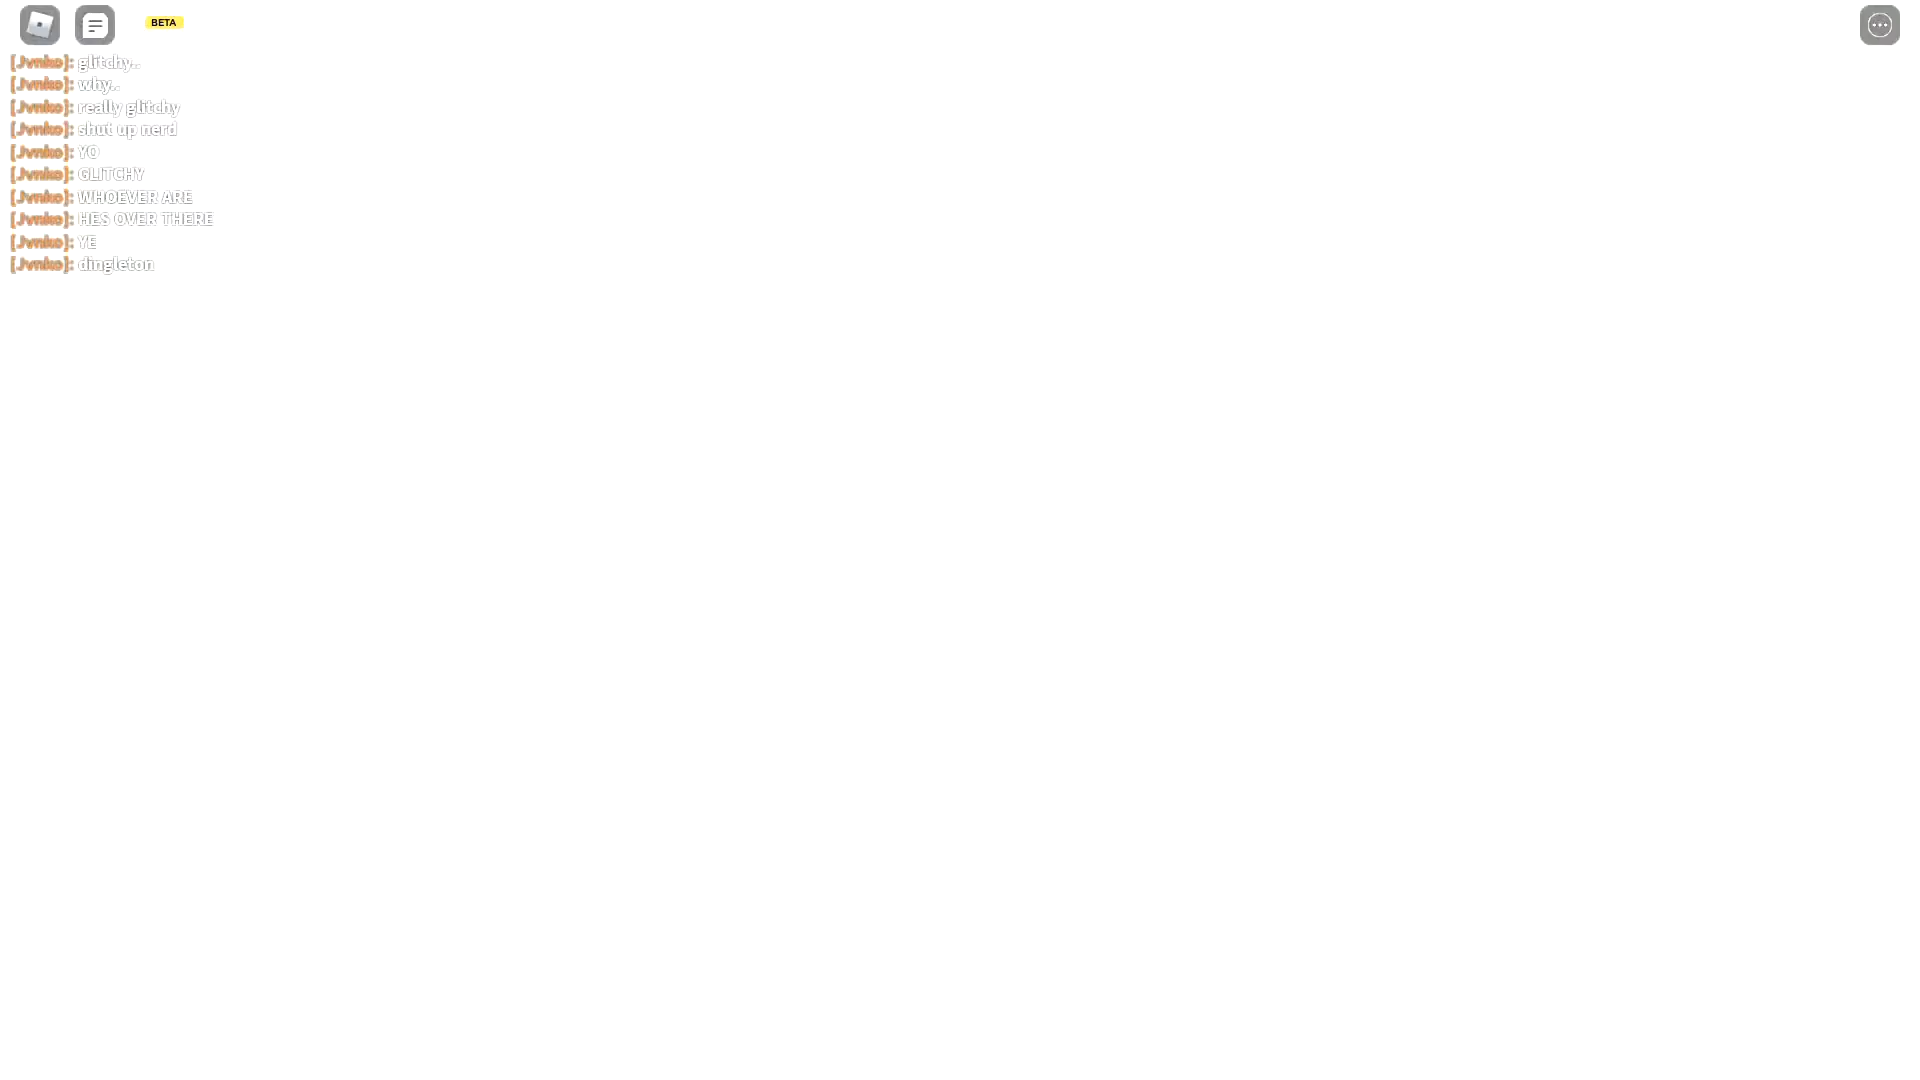 BETA
[Jvnko]: glitchy..
[Jvnko]: why..
[Jvnko]: really glitchy
[Jvnko]: shut up nerd
[Jvnko]: YO
[Jvnko]: GLITCHY
[Jvnko]: WHOEVER ARE
[Jvnko]: HES OVER THERE
[Jvnko]: YE
[Jvnko]: dingleton